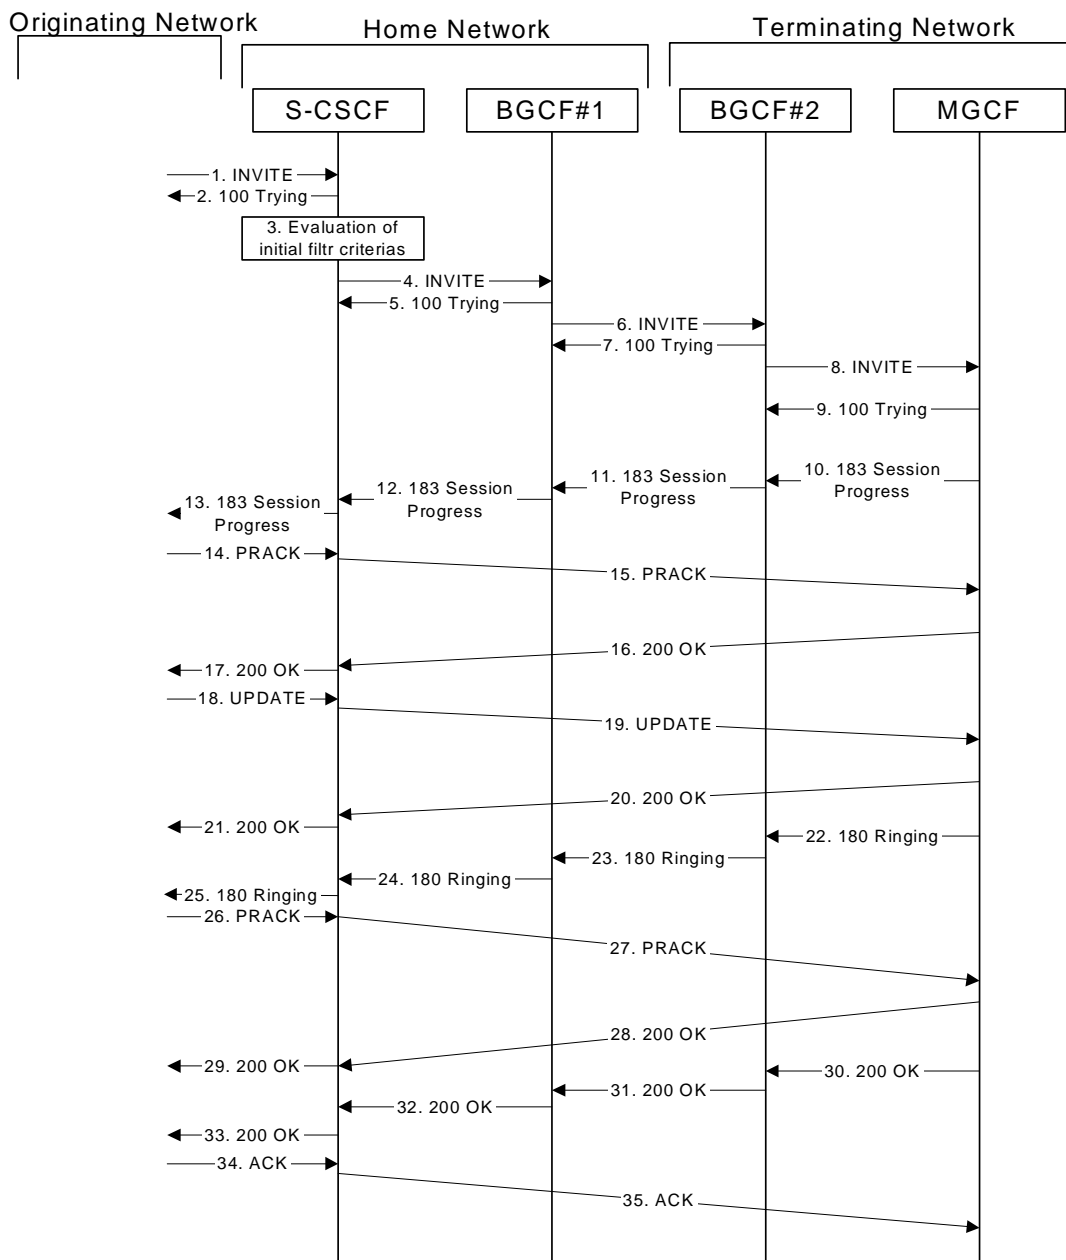 Originating Network
Home Network
Terminating Network
S-CSCF
BGCF#1
BGCF#2
MGCF
1. INVITE
2. 100 Trying
3. Evaluation of
initial filtr criterias
4. INVITE
5. 100 Trying
6. INVITE
7. 100 Trying
8. INVITE
9. 100 Trying
10. 183 Session
Progress
11. 183 Session
Progress
12. 183 Session
Progress
13. 183 Session
Progress
14. PRACK
15. PRACK
16. 200 OK
17. 200 OK
18. UPDATE
19. UPDATE
20. 200 OK
21. 200 OK
22. 180 Ringing
23. 180 Ringing
24. 180 Ringing
25. 180 Ringing
26. PRACK
27. PRACK
28. 200 OK
29. 200 OK
30. 200 OK
31. 200 OK
32. 200 OK
33. 200 OK
34. ACK
35. ACK